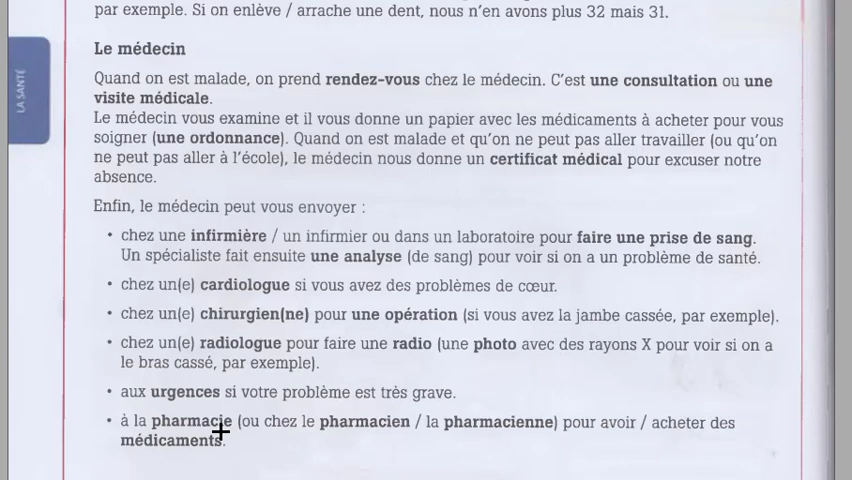 par exemple. Si on enlève / arrache une dent, nous n'en avons plus 32 mais 31.
LA SANTÉ
Le médecin
Quand on est malade, on prend rendez-vous chez le médecin. C'est une consultation ou une
visite médicale.
Le médecin vous examine et il vous donne un papier avec les médicaments à acheter pour vous
soigner (une ordonnance). Quand on est malade et qu'on ne peut pas aller travailler (ou qu'on
ne peut pas aller à l'école), le médecin nous donne un certificat médical pour excuser notre
absence.
Enfin, le médecin peut vous envoyer :
• chez une infirmière / un infirmier ou dans un laboratoire pour faire une prise de sang.
Un spécialiste fait ensuite une analyse (de sang) pour voir si on a un problème de santé.
• chez un(e) cardiologue si vous avez des problèmes de cœur.
• chez un(e) chirurgien(ne) pour une opération (si vous avez la jambe cassée, par exemple).
• chez un(e) radiologue pour faire une radio (une photo avec des rayons X pour voir si on a
le bras cassé, par exemple).
• aux urgences si votre problème est très grave.
• à la pharmacie (ou chez le pharmacien / la pharmacienne) pour avoir / acheter des
médicaments.